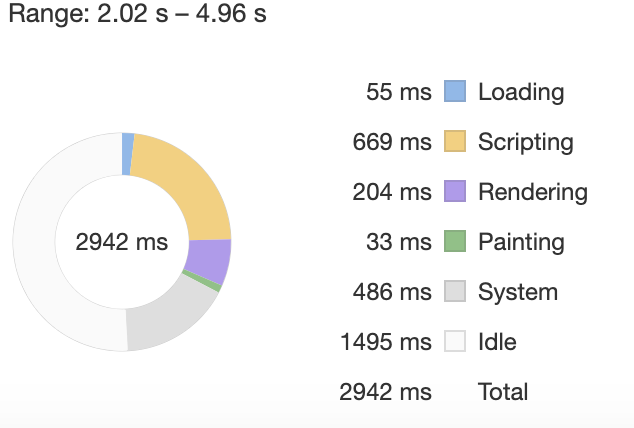 Range: 2.02 s – 4.96 s
55 ms Loading
669 ms Scripting
204 ms Rendering
2942 ms
33 ms Painting
486 ms System
1495 ms Idle
2942 ms Total